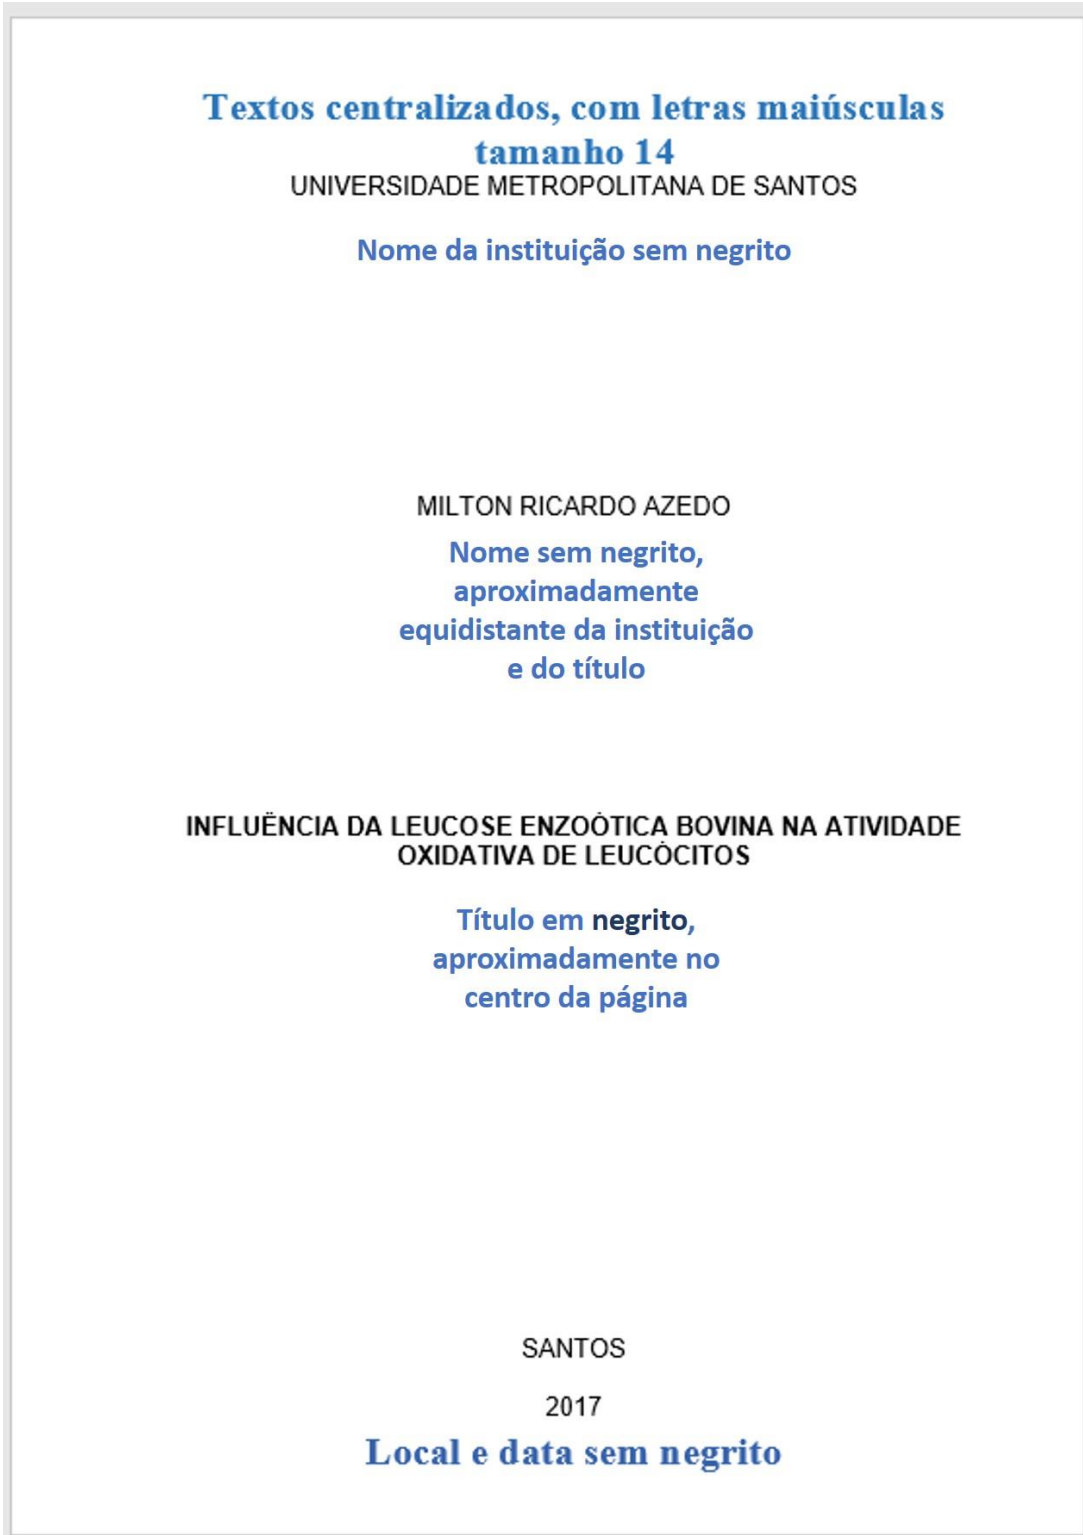 Textos centralizados, com letras maiúsculas
tamanho 14
UNIVERSIDADE METROPOLITANA DE SANTOS
Nome da instituição sem negrito
MILTON RICARDO AZEDO
Nome sem negrito,
aproximadamente
equidistante da instituição
e do título
INFLUÊNCIA DA LEUCOSE ENZOÓTICA BOVINA NA ATIVIDADE
OXIDATIVA DE LEUCÓCITOS
Título em negrito,
aproximadamente no
centro da página
SANTOS
2017
Local e data sem negrito